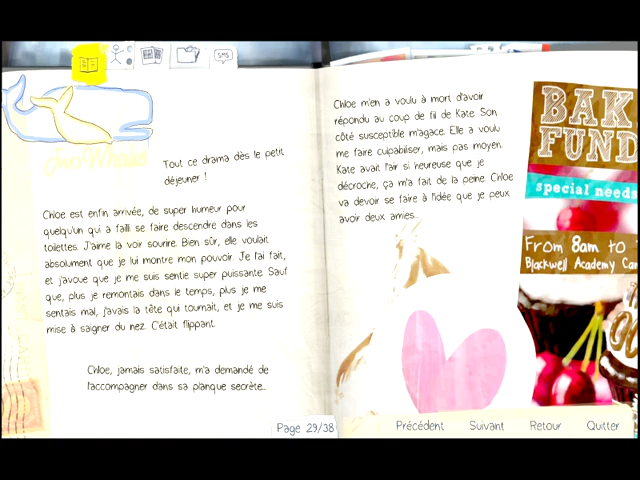 Two Whales
Tout ce drama dès le petit
déjeuner !
Chloe est enfin arrivée, de super humeur pour
quelqu'un qui a failli se faire descendre dans les
toilettes. J'aime la voir sourire. Bien sûr, elle voulait
absolument que je lui montre mon pouvoir. Je l'ai fait,
et j'avoue que je me suis sentie super puissante. Sauf
que, plus je remontais dans le temps, plus je me
sentais mal, j'avais la tête qui tournait, et je me suis
mise à saigner du nez. C'était flippant.
Chloe, jamais satisfaite, m'a demandé de
l'accompagner dans sa planque secrète...
Page 29/38
Chloe m'en a voulu à mort d'avoir
répondu au coup de fil de Kate. Son
côté susceptible m'agace. Elle a voulu
me faire culpabiliser, mais pas moyen.
Kate avait l'air si heureuse que je
décroche, ça m'a fait de la peine. Chloe
va devoir se faire à l'idée que je peux
avoir deux amies...
BAK
FUND
special needs
From 8am to
Blackwell Academy Cam
SMS
Précédent Suivant Retour Quitter